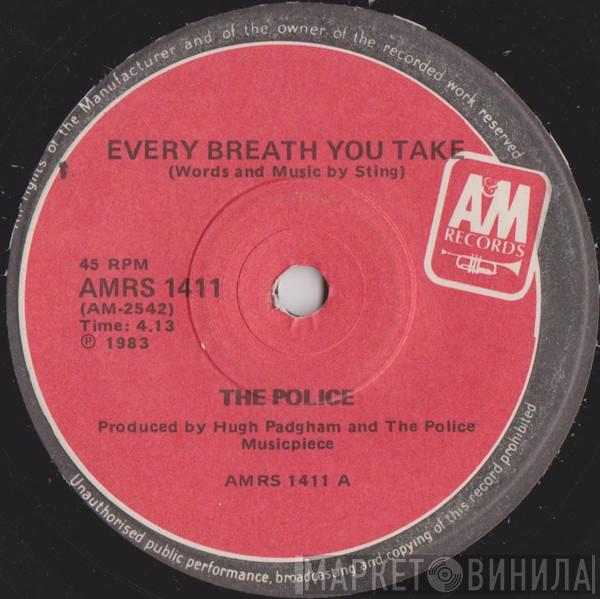 All rights of the Manufacturer and of the owner of the recorded work reserved
EVERY BREATH YOU TAKE
(Words and Music by Sting)
A&M
RECORDS
45 RPM
AMRS 1411
(AM-2542)
Time: 4.13
℗ 1983
THE POLICE
Produced by Hugh Padgham and The Police
Musicpiece
AMRS 1411 A
Unauthorised public performance, broadcasting and copying of this record prohibited
МАРКЕТ ВИНИЛА